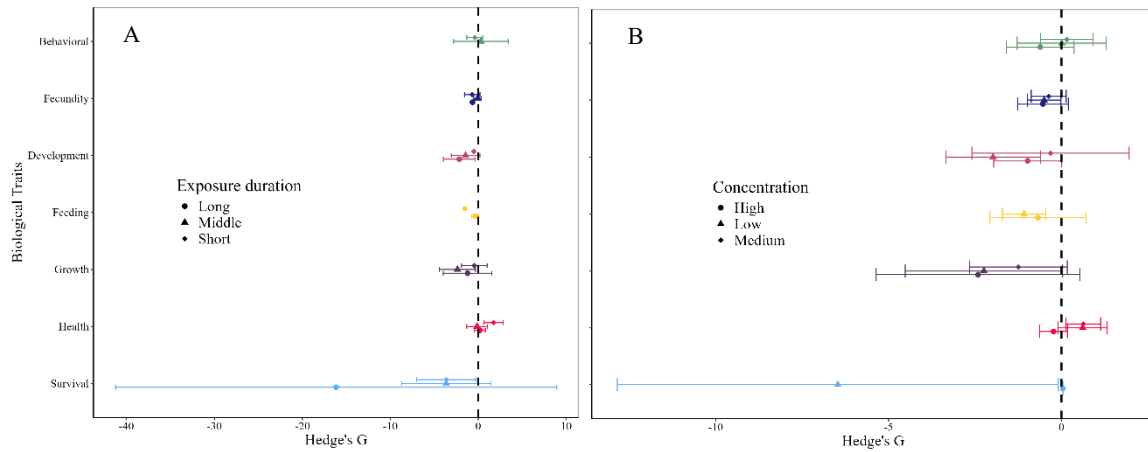 A
B
Biological Traits
Behavioral
Fecundity
Development
Feeding
Growth
Health
Survival
Exposure duration
Long
Middle
Short
Concentration
High
Low
Medium
-40 -30 -20 -10 0 10
Hedge's G
-10 -5 0
Hedge's G